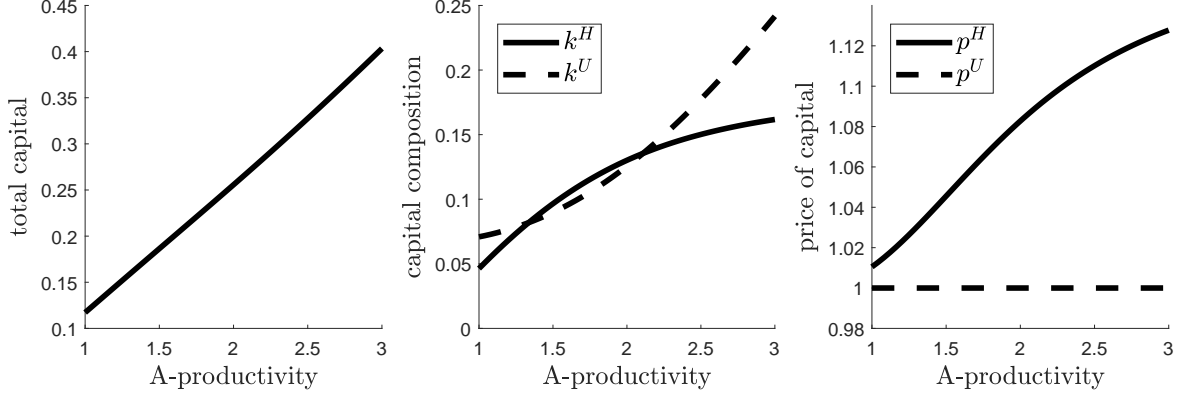 total capital
0.45
0.4
0.35
0.3
0.25
0.2
0.15
0.1
1 1.5 2 2.5 3
A-productivity
capital composition
0.25
0.2
0.15
0.1
0.05
0
k^H
k^U
1 1.5 2 2.5 3
A-productivity
price of capital
1.12
1.1
1.08
1.06
1.04
1.02
1
0.98
p^H
p^U
1 1.5 2 2.5 3
A-productivity